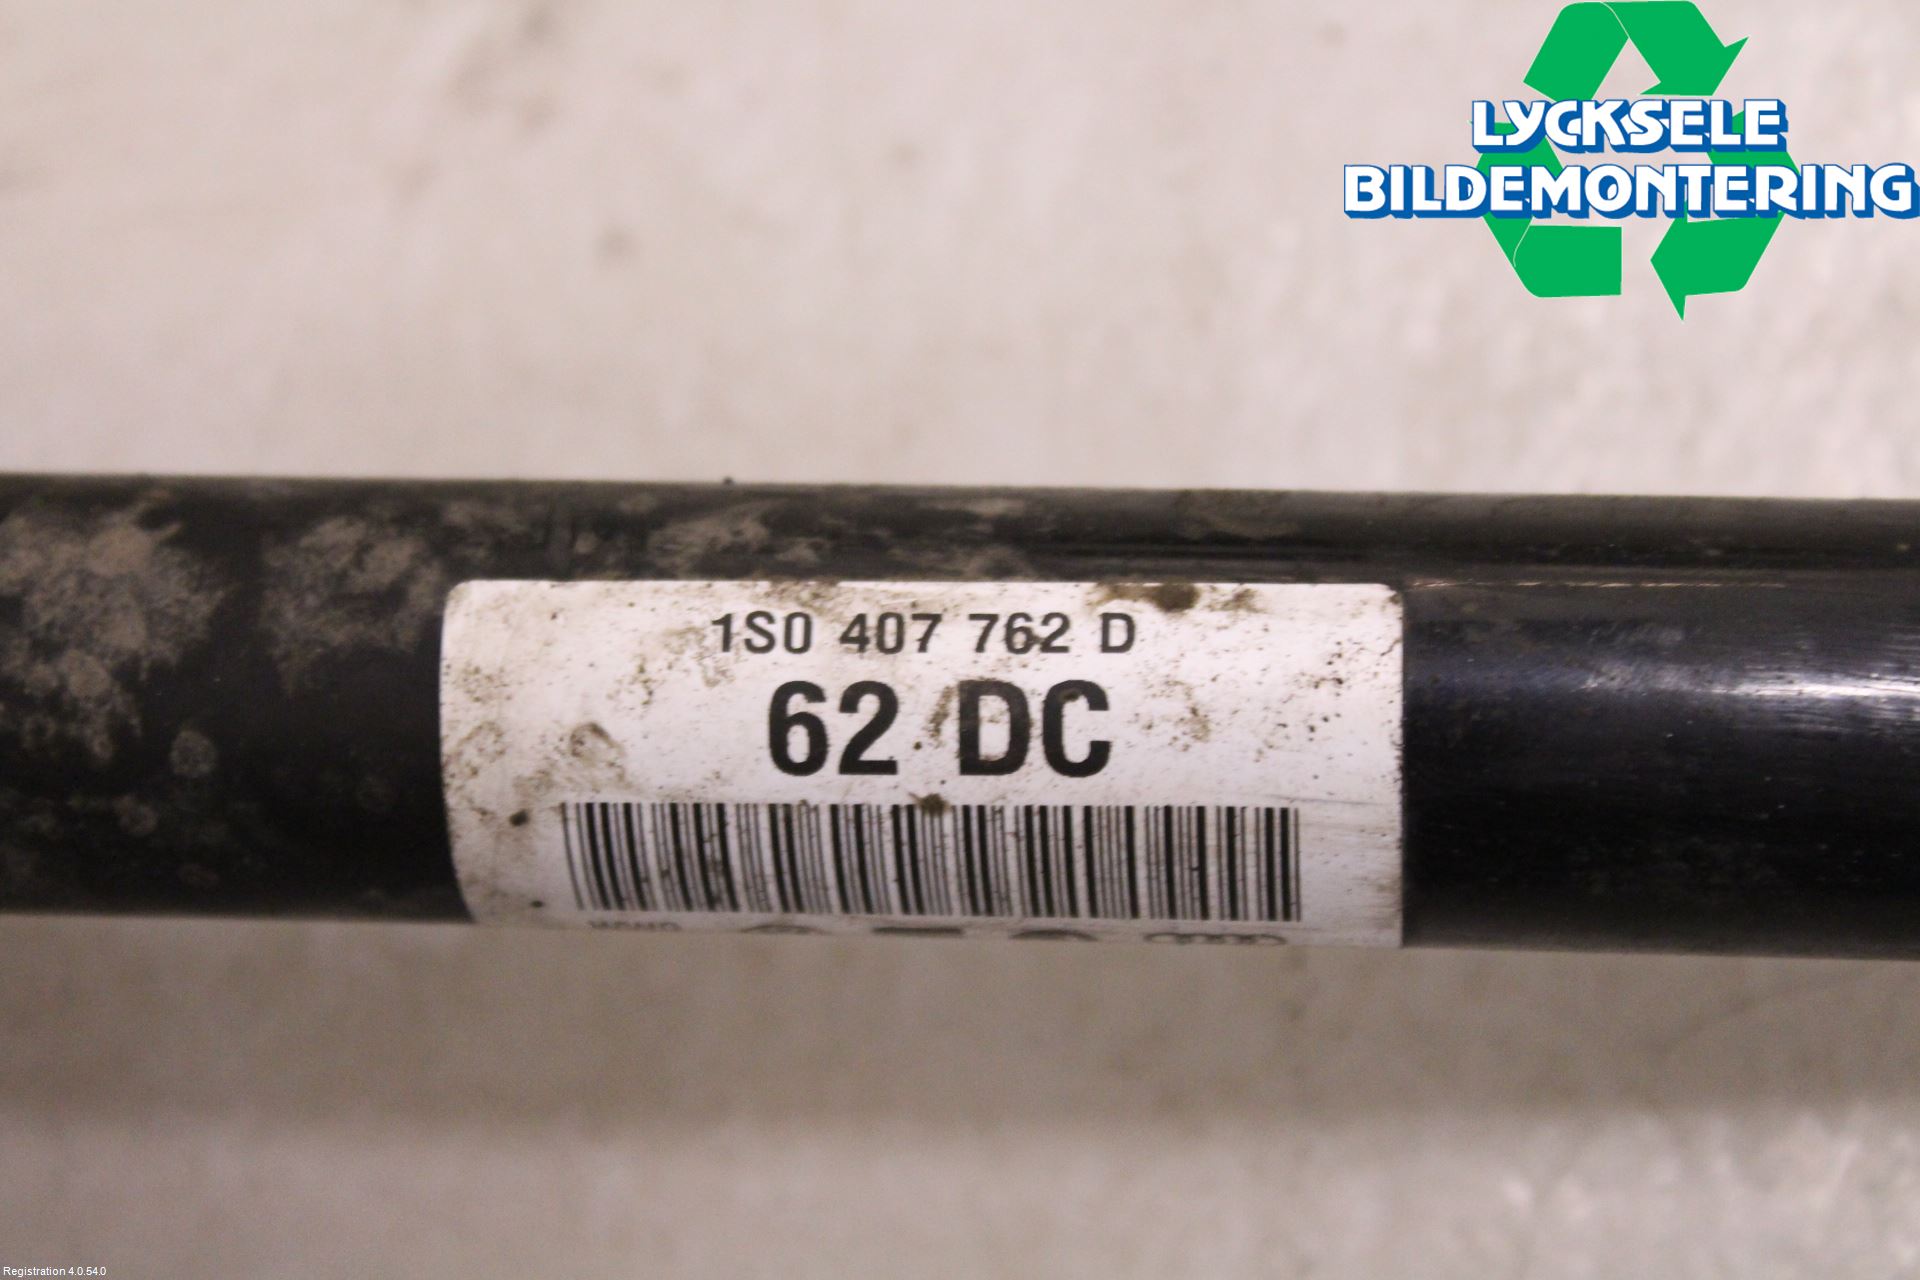 LYCKSELE
BILDEMONTERING
1S0 407 762 D
62 DC
Registration 4.0.54.0